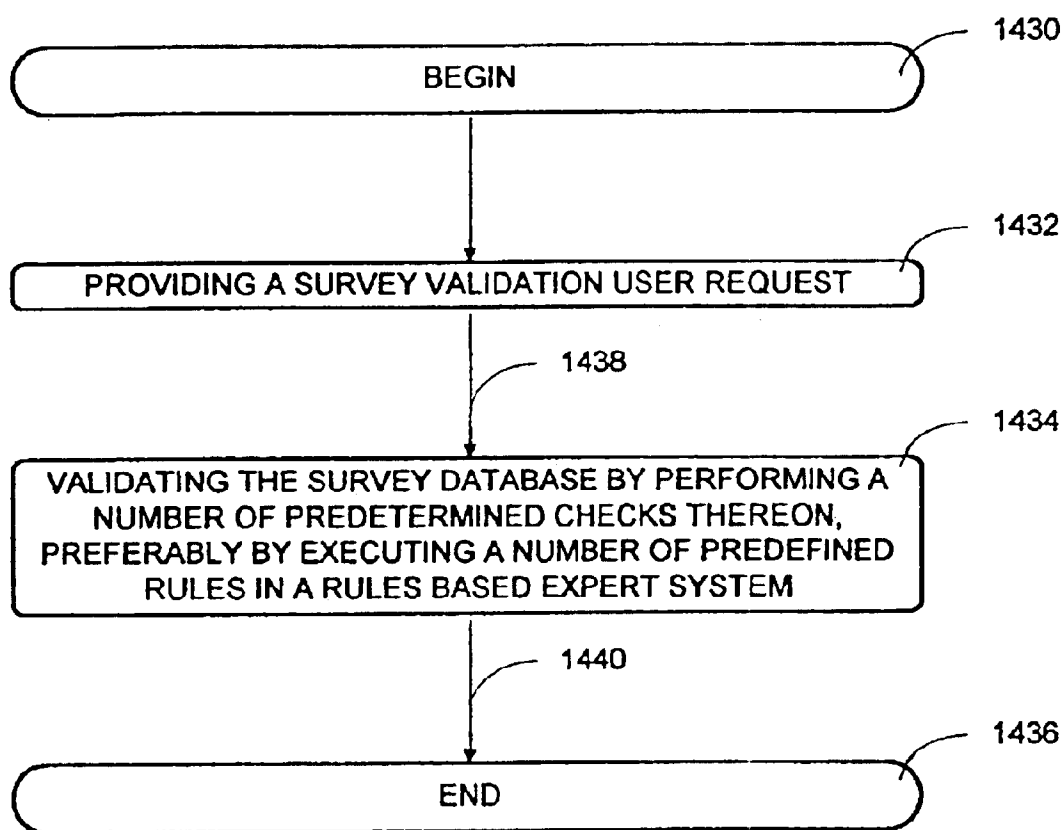 1430
BEGIN
1432
PROVIDING A SURVEY VALIDATION USER REQUEST
1438
1434
VALIDATING THE SURVEY DATABASE BY PERFORMING A
NUMBER OF PREDETERMINED CHECKS THEREON,
PREFERABLY BY EXECUTING A NUMBER OF PREDEFINED
RULES IN A RULES BASED EXPERT SYSTEM
1440
1436
END